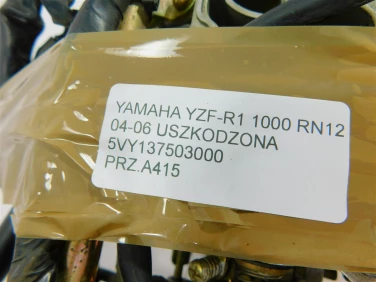 YAMAHA YZF-R1 1000 RN12
04-06 USZKODZONA
5VY137503000
PRZ.A415